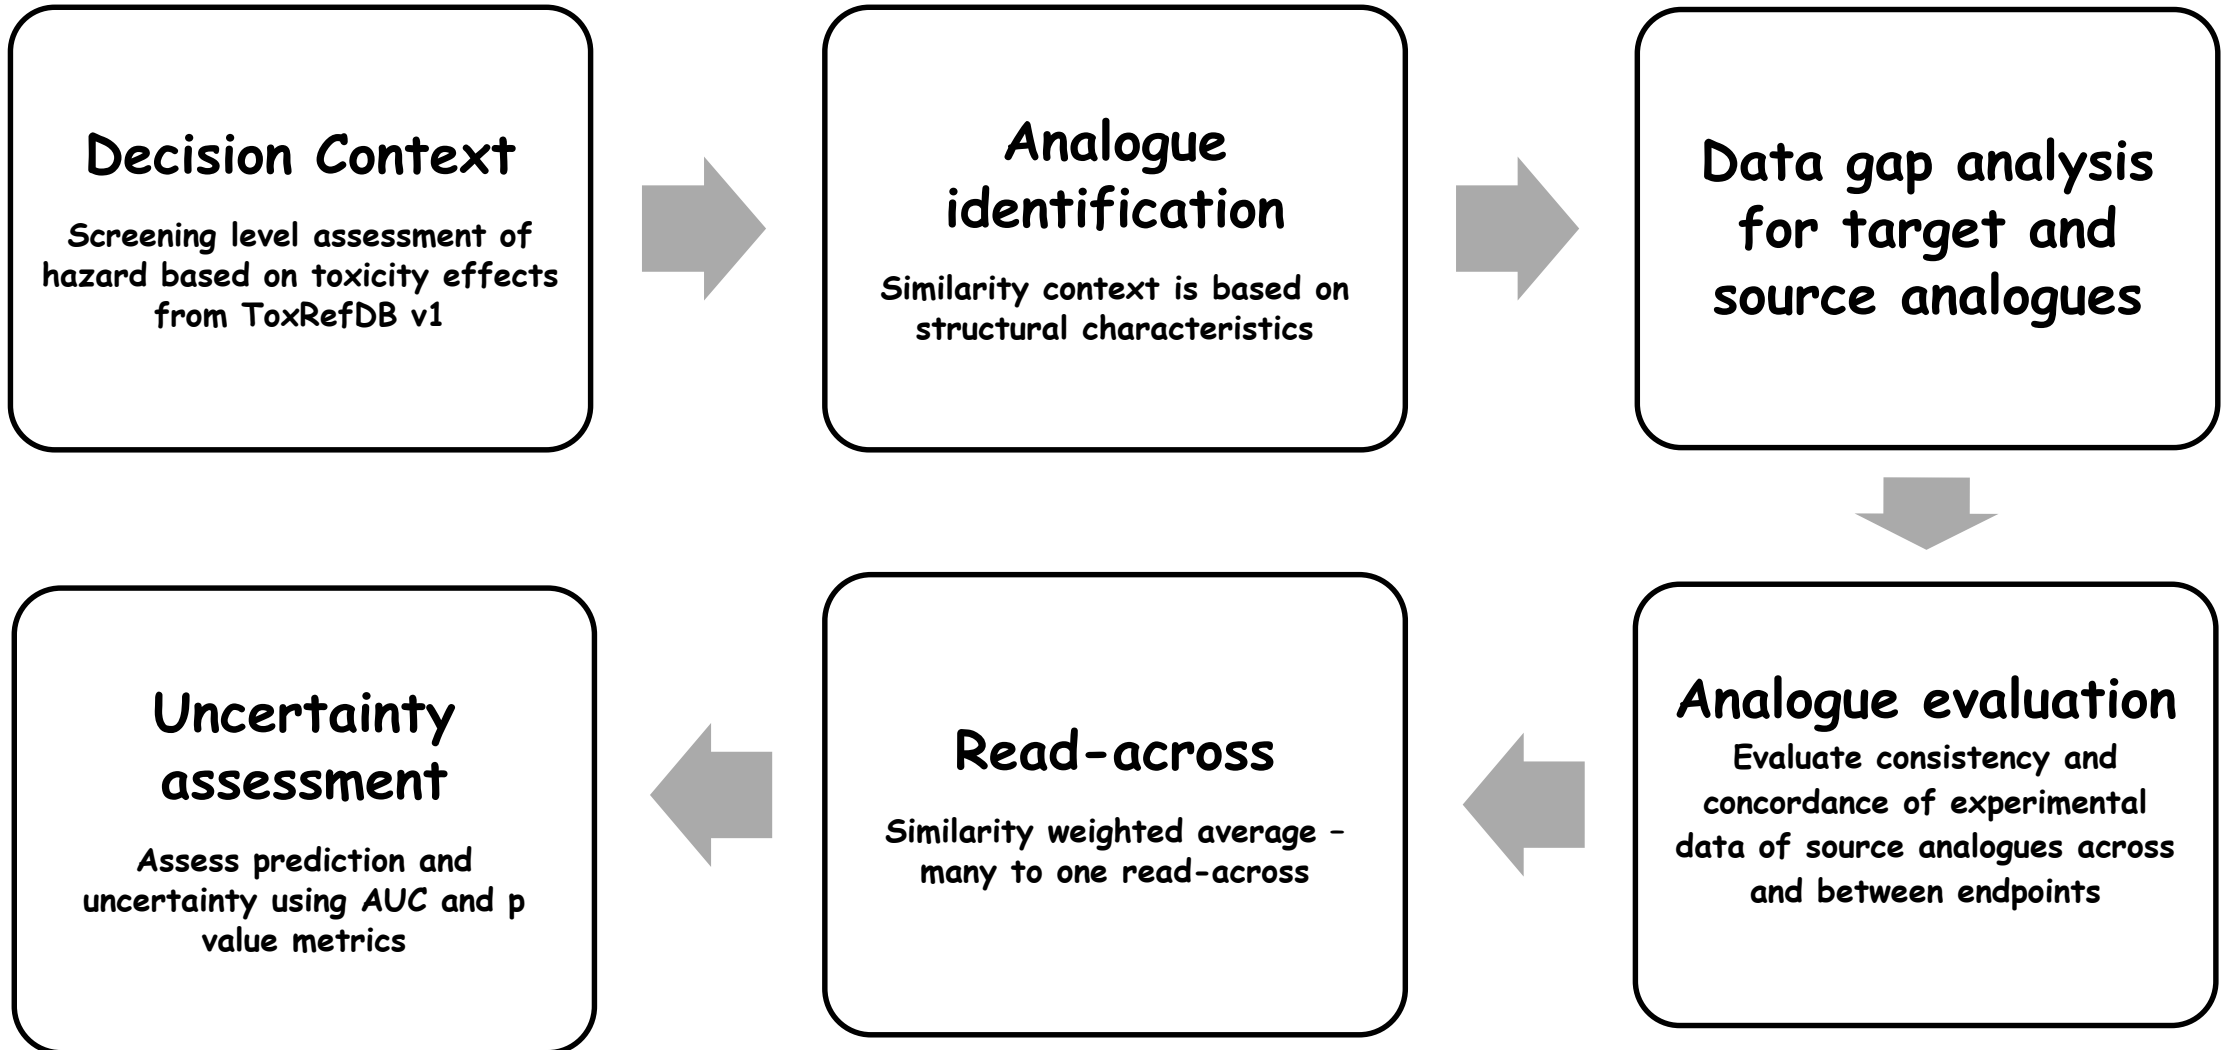 Decision Context
Screening level assessment of
hazard based on toxicity effects
from ToxRefDB v1
Analogue
identification
Similarity context is based on
structural characteristics
Data gap analysis
for target and
source analogues
Analogue evaluation
Evaluate consistency and
concordance of experimental
data of source analogues across
and between endpoints
Read-across
Similarity weighted average –
many to one read-across
Uncertainty
assessment
Assess prediction and
uncertainty using AUC and p
value metrics